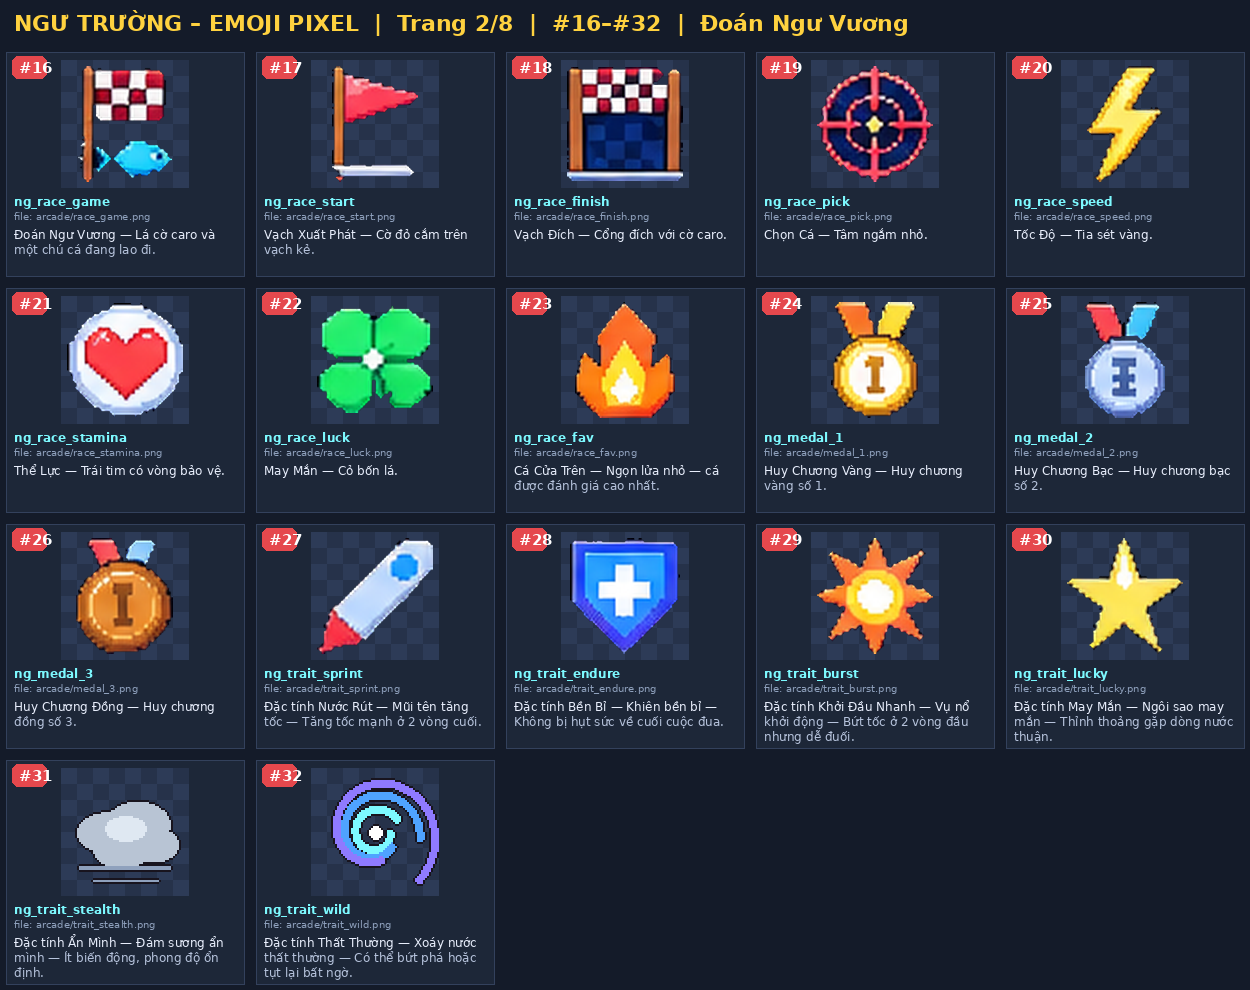 NGƯ TRƯỜNG – EMOJI PIXEL | Trang 2/8 | #16–#32 | Đoán Ngư Vương
#16
ng_race_game
file: arcade/race_game.png
Đoán Ngư Vương — Lá cờ caro và
một chú cá đang lao đi.
#17
ng_race_start
file: arcade/race_start.png
Vạch Xuất Phát — Cờ đỏ cắm trên
vạch kẻ.
#18
ng_race_finish
file: arcade/race_finish.png
Vạch Đích — Cổng đích với cờ caro.
#19
ng_race_pick
file: arcade/race_pick.png
Chọn Cá — Tâm ngắm nhỏ.
#20
ng_race_speed
file: arcade/race_speed.png
Tốc Độ — Tia sét vàng.
#21
ng_race_stamina
file: arcade/race_stamina.png
Thể Lực — Trái tim có vòng bảo vệ.
#22
ng_race_luck
file: arcade/race_luck.png
May Mắn — Cỏ bốn lá.
#23
ng_race_fav
file: arcade/race_fav.png
Cá Cửa Trên — Ngọn lửa nhỏ — cá
được đánh giá cao nhất.
#24
I
ng_medal_1
file: arcade/medal_1.png
Huy Chương Vàng — Huy chương
vàng số 1.
#25
ng_medal_2
file: arcade/medal_2.png
Huy Chương Bạc — Huy chương bạc
số 2.
#26
I
ng_medal_3
file: arcade/medal_3.png
Huy Chương Đồng — Huy chương
đồng số 3.
#27
ng_trait_sprint
file: arcade/trait_sprint.png
Đặc tính Nước Rút — Mũi tên tăng
tốc — Tăng tốc mạnh ở 2 vòng cuối.
#28
ng_trait_endure
file: arcade/trait_endure.png
Đặc tính Bền Bỉ — Khiên bền bỉ —
Không bị hụt sức về cuối cuộc đua.
#29
ng_trait_burst
file: arcade/trait_burst.png
Đặc tính Khởi Đầu Nhanh — Vụ nổ
khởi động — Bứt tốc ở 2 vòng đầu
nhưng dễ đuối.
#30
ng_trait_lucky
file: arcade/trait_lucky.png
Đặc tính May Mắn — Ngôi sao may
mắn — Thỉnh thoảng gặp dòng nước
thuận.
#31
ng_trait_stealth
file: arcade/trait_stealth.png
Đặc tính Ẩn Mình — Đám sương ẩn
mình — Ít biến động, phong độ ổn
định.
#32
ng_trait_wild
file: arcade/trait_wild.png
Đặc tính Thất Thường — Xoáy nước
thất thường — Có thể bứt phá hoặc
tụt lại bất ngờ.